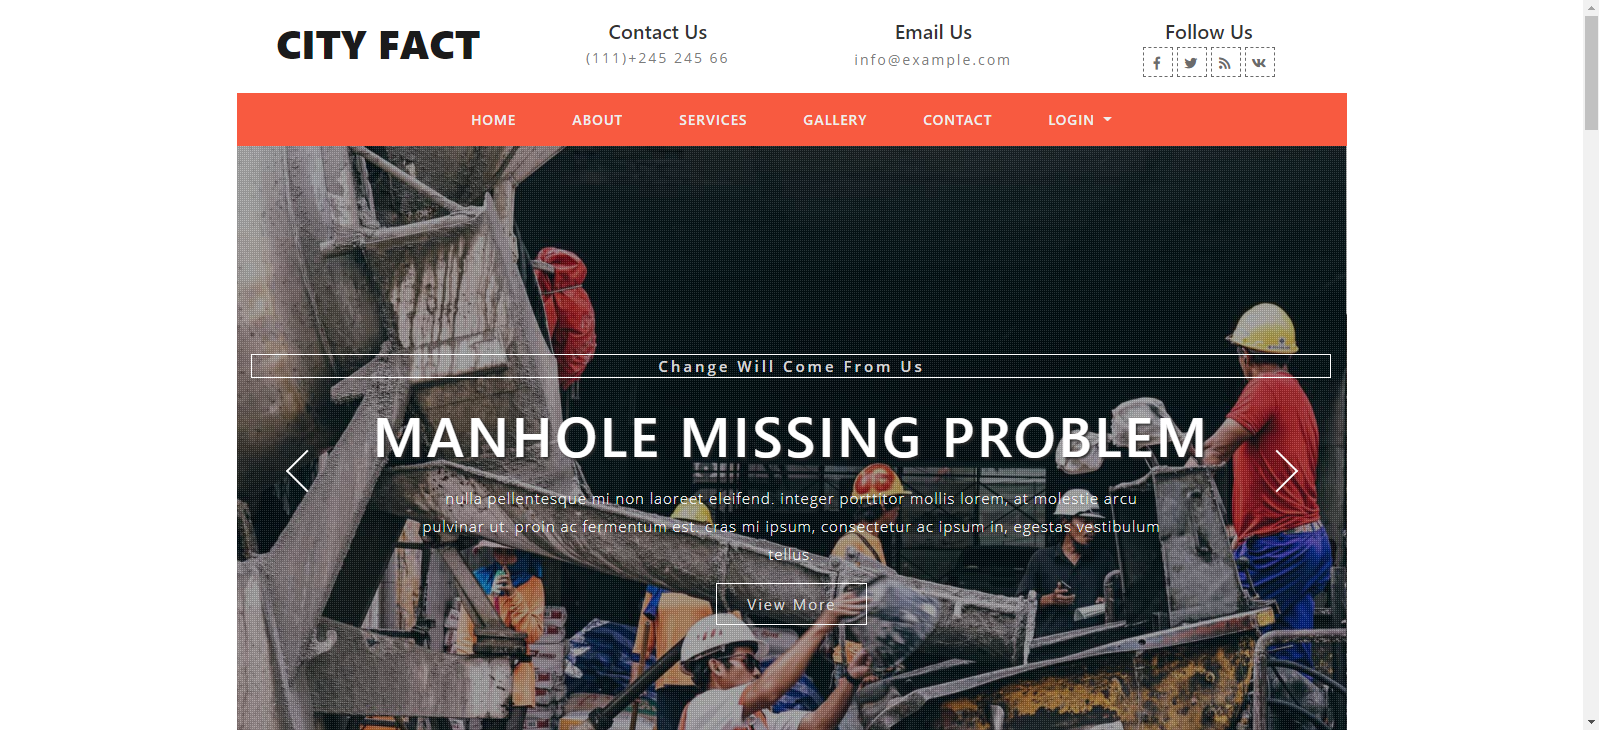 CITY FACT
Contact Us
(111)+245 245 66
Email Us
info@example.com
Follow Us
HOME ABOUT SERVICES GALLERY CONTACT LOGIN
Change Will Come From Us
MANHOLE MISSING PROBLEM
nulla pellentesque mi non laoreet eleifend. integer porttitor mollis lorem, at molestie arcu
pulvinar ut. proin ac fermentum est. cras mi ipsum, consectetur ac ipsum in, egestas vestibulum
tellus.
View More